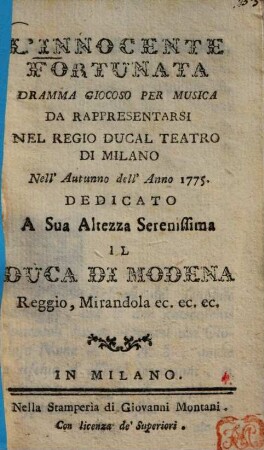 L'INNOCENTE
FORTUNATA
DRAMMA GIOCOSO PER MUSICA
DA RAPPRESENTARSI
NEL REGIO DUCAL TEATRO
DI MILANO
Nell' Autunno dell' Anno 1775.
DEDICATO
A Sua Altezza Serenissima
IL
DUCA DI MODENA
Reggio, Mirandola ec. ec. ec.
IN MILANO.
Nella Stamperia di Giovanni Montani.
Con licenza de' Superiori.